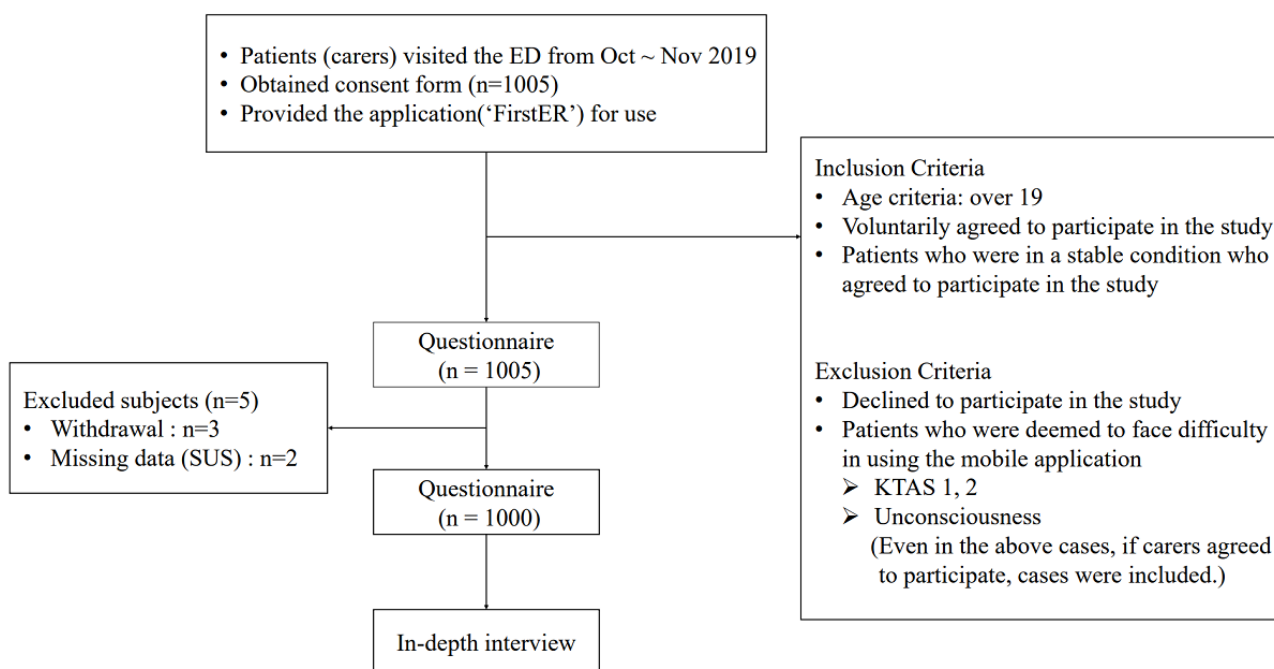 • Patients (carers) visited the ED from Oct ~ Nov 2019
• Obtained consent form (n=1005)
• Provided the application(‘FirstER’) for use
Inclusion Criteria
• Age criteria: over 19
• Voluntarily agreed to participate in the study
• Patients who were in a stable condition who
agreed to participate in the study
Exclusion Criteria
• Declined to participate in the study
• Patients who were deemed to face difficulty
in using the mobile application
➢ KTAS 1, 2
➢ Unconsciousness
(Even in the above cases, if carers agreed
to participate, cases were included.)
Questionnaire
(n = 1005)
Excluded subjects (n=5)
• Withdrawal : n=3
• Missing data (SUS) : n=2
Questionnaire
(n = 1000)
In-depth interview